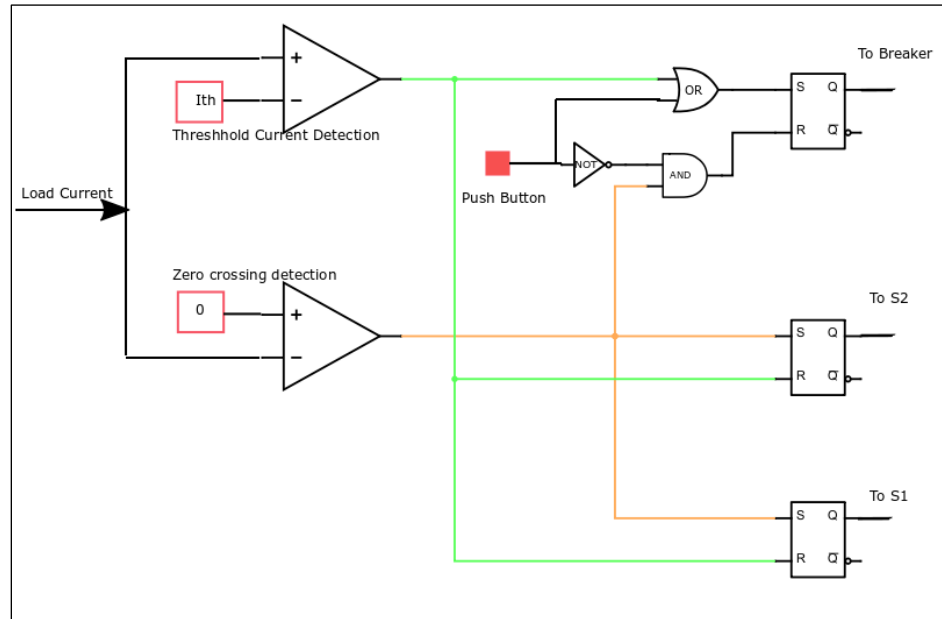 To Breaker
+
Ith
−
Threshhold Current Detection
OR
S Q
R Q̅
NOT
AND
Push Button
Load Current
Zero crossing detection
0
+
−
To S2
S Q
R Q̅
To S1
S Q
R Q̅